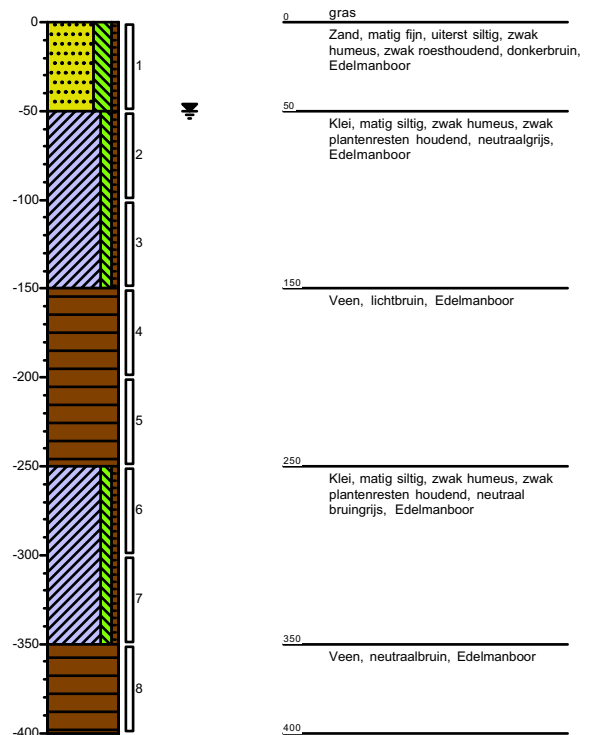 0
0
gras
Zand, matig fijn, uiterst siltig, zwak
humeus, zwak roesthoudend, donkerbruin,
Edelmanboor
1
-50
50
Klei, matig siltig, zwak humeus, zwak
plantenresten houdend, neutraalgrijs,
Edelmanboor
2
-100
3
-150
150
Veen, lichtbruin, Edelmanboor
4
-200
5
-250
250
Klei, matig siltig, zwak humeus, zwak
plantenresten houdend, neutraal
bruingrijs, Edelmanboor
6
-300
7
-350
350
Veen, neutraalbruin, Edelmanboor
8
-400
400